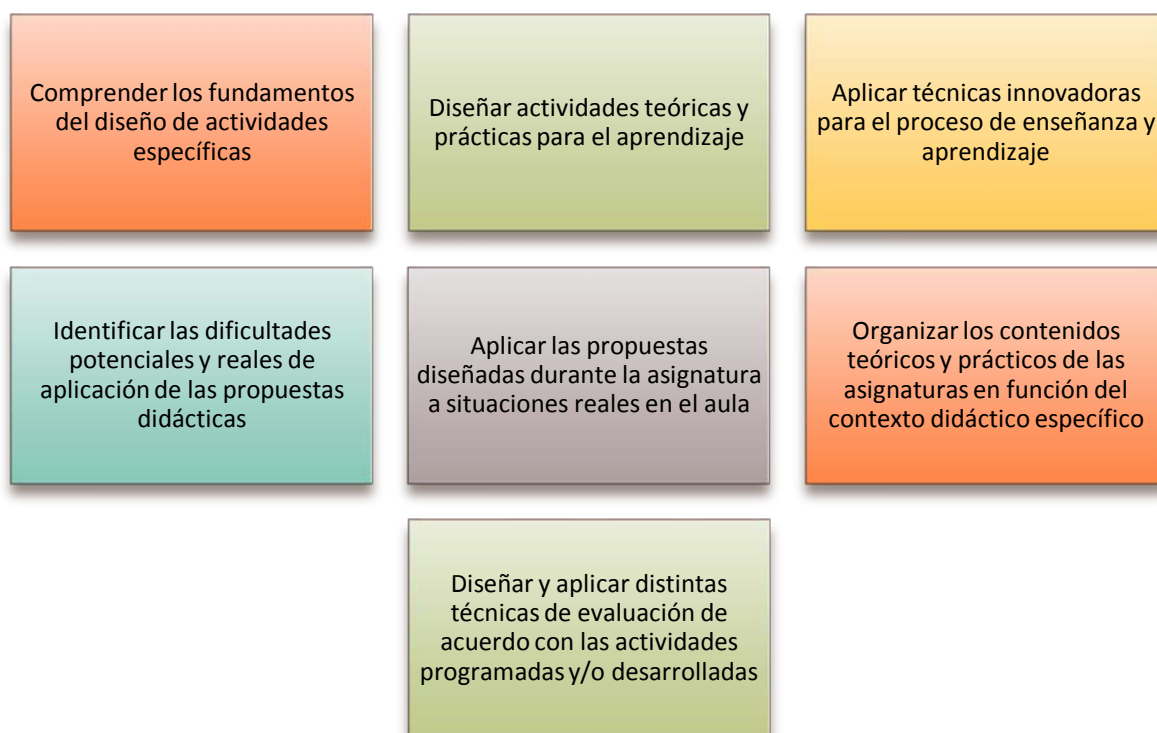 Comprender los fundamentos
del diseño de actividades
específicas
Diseñar actividades teóricas y
prácticas para el aprendizaje
Aplicar técnicas innovadoras
para el proceso de enseñanza y
aprendizaje
Identificar las dificultades
potenciales y reales de
aplicación de las propuestas
didácticas
Aplicar las propuestas
diseñadas durante la asignatura
a situaciones reales en el aula
Organizar los contenidos
teóricos y prácticos de las
asignaturas en función del
contexto didáctico específico
Diseñar y aplicar distintas
técnicas de evaluación de
acuerdo con las actividades
programadas y/o desarrolladas